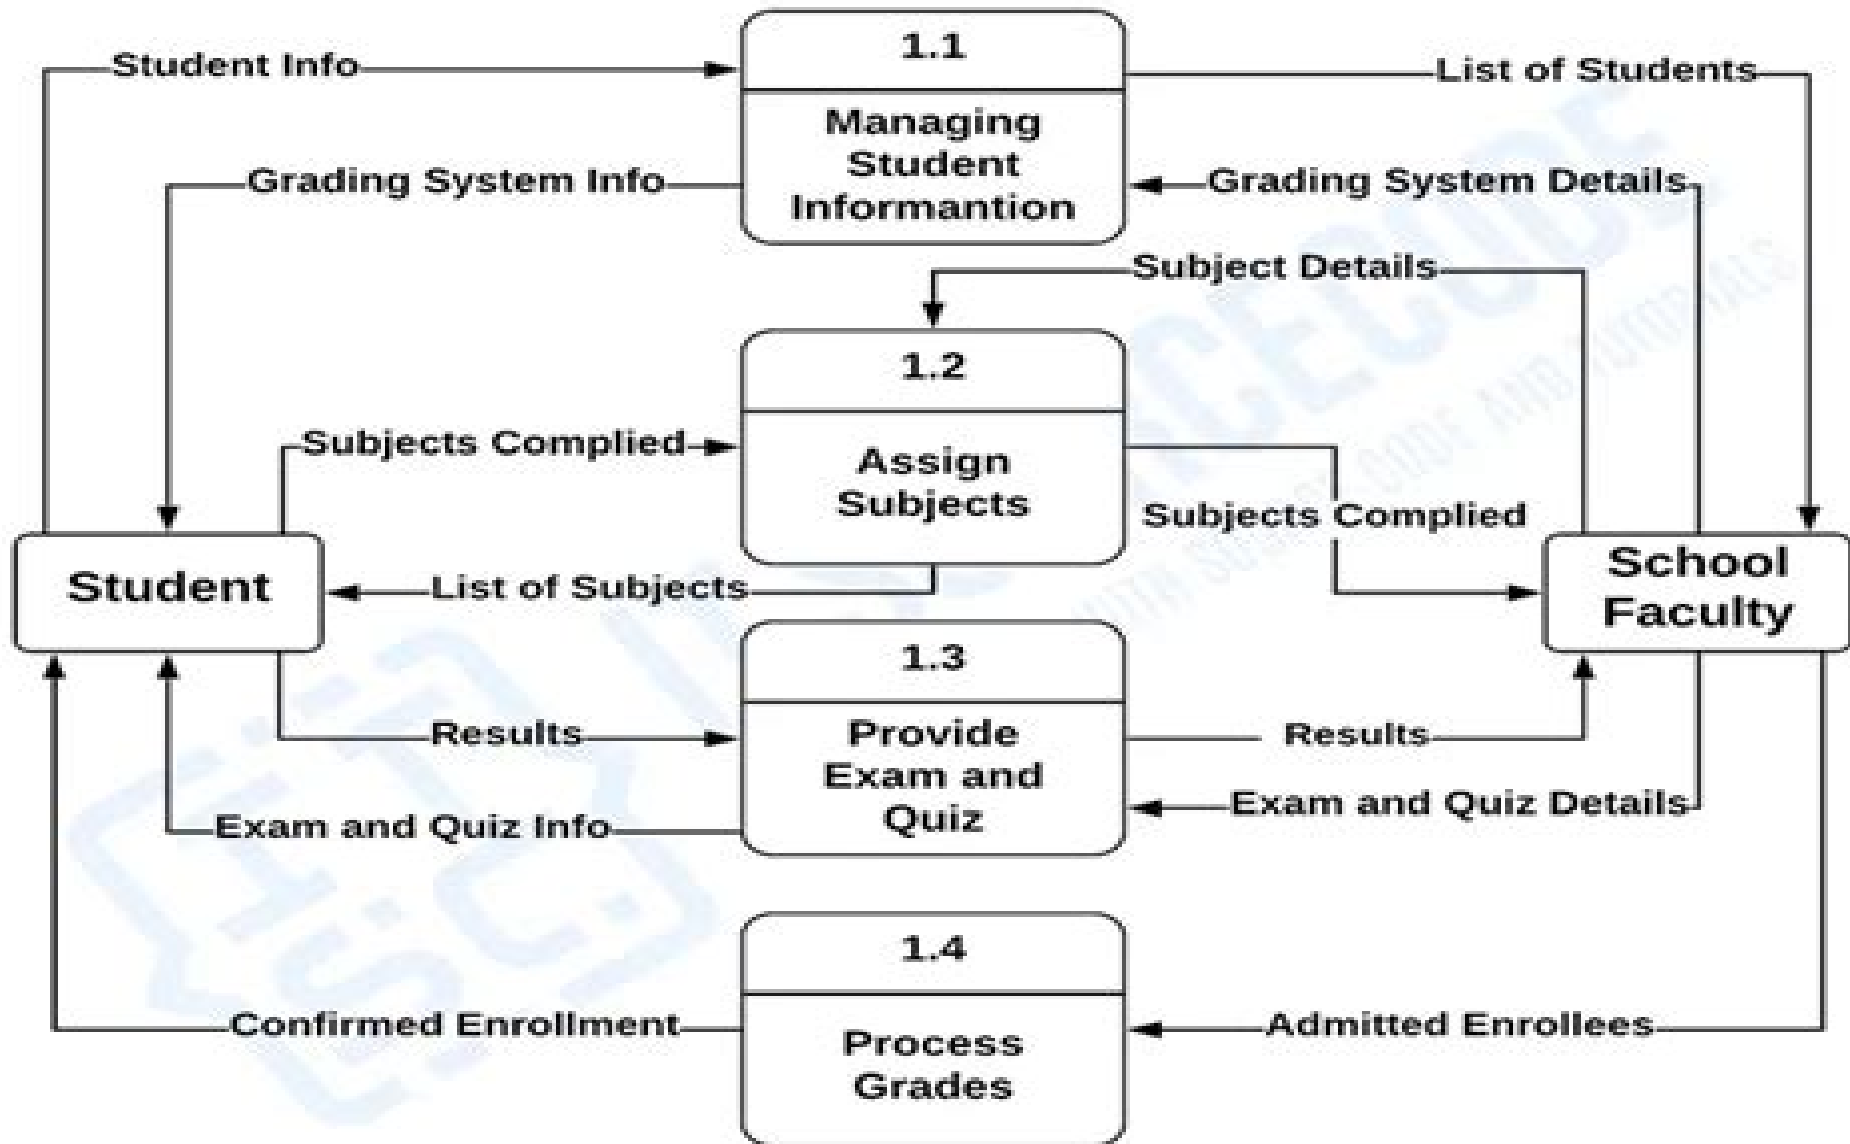 1.1
Student Info
List of Students
Managing
Student
Informantion
Grading System Info
Grading System Details
Subject Details
1.2
Subjects Complied
Assign
Subjects
Subjects Complied
Student
List of Subjects
School
Faculty
1.3
Results
Provide
Exam and
Quiz
Results
Exam and Quiz Info
Exam and Quiz Details
1.4
Confirmed Enrollment
Process
Grades
Admitted Enrollees